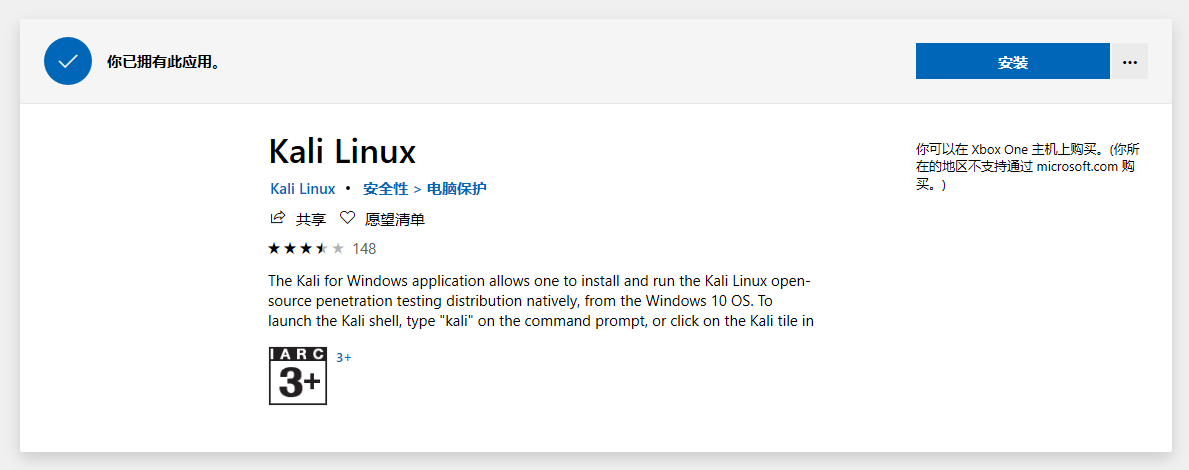 你已拥有此应用。
安装
...
Kali Linux
Kali Linux • 安全性 > 电脑保护
共享 愿望清单
148
The Kali for Windows application allows one to install and run the Kali Linux open-
source penetration testing distribution natively, from the Windows 10 OS. To
launch the Kali shell, type "kali" on the command prompt, or click on the Kali tile in
IARC
3+
3+
你可以在 Xbox One 主机上购买。(你所
在的地区不支持通过 microsoft.com 购
买。)